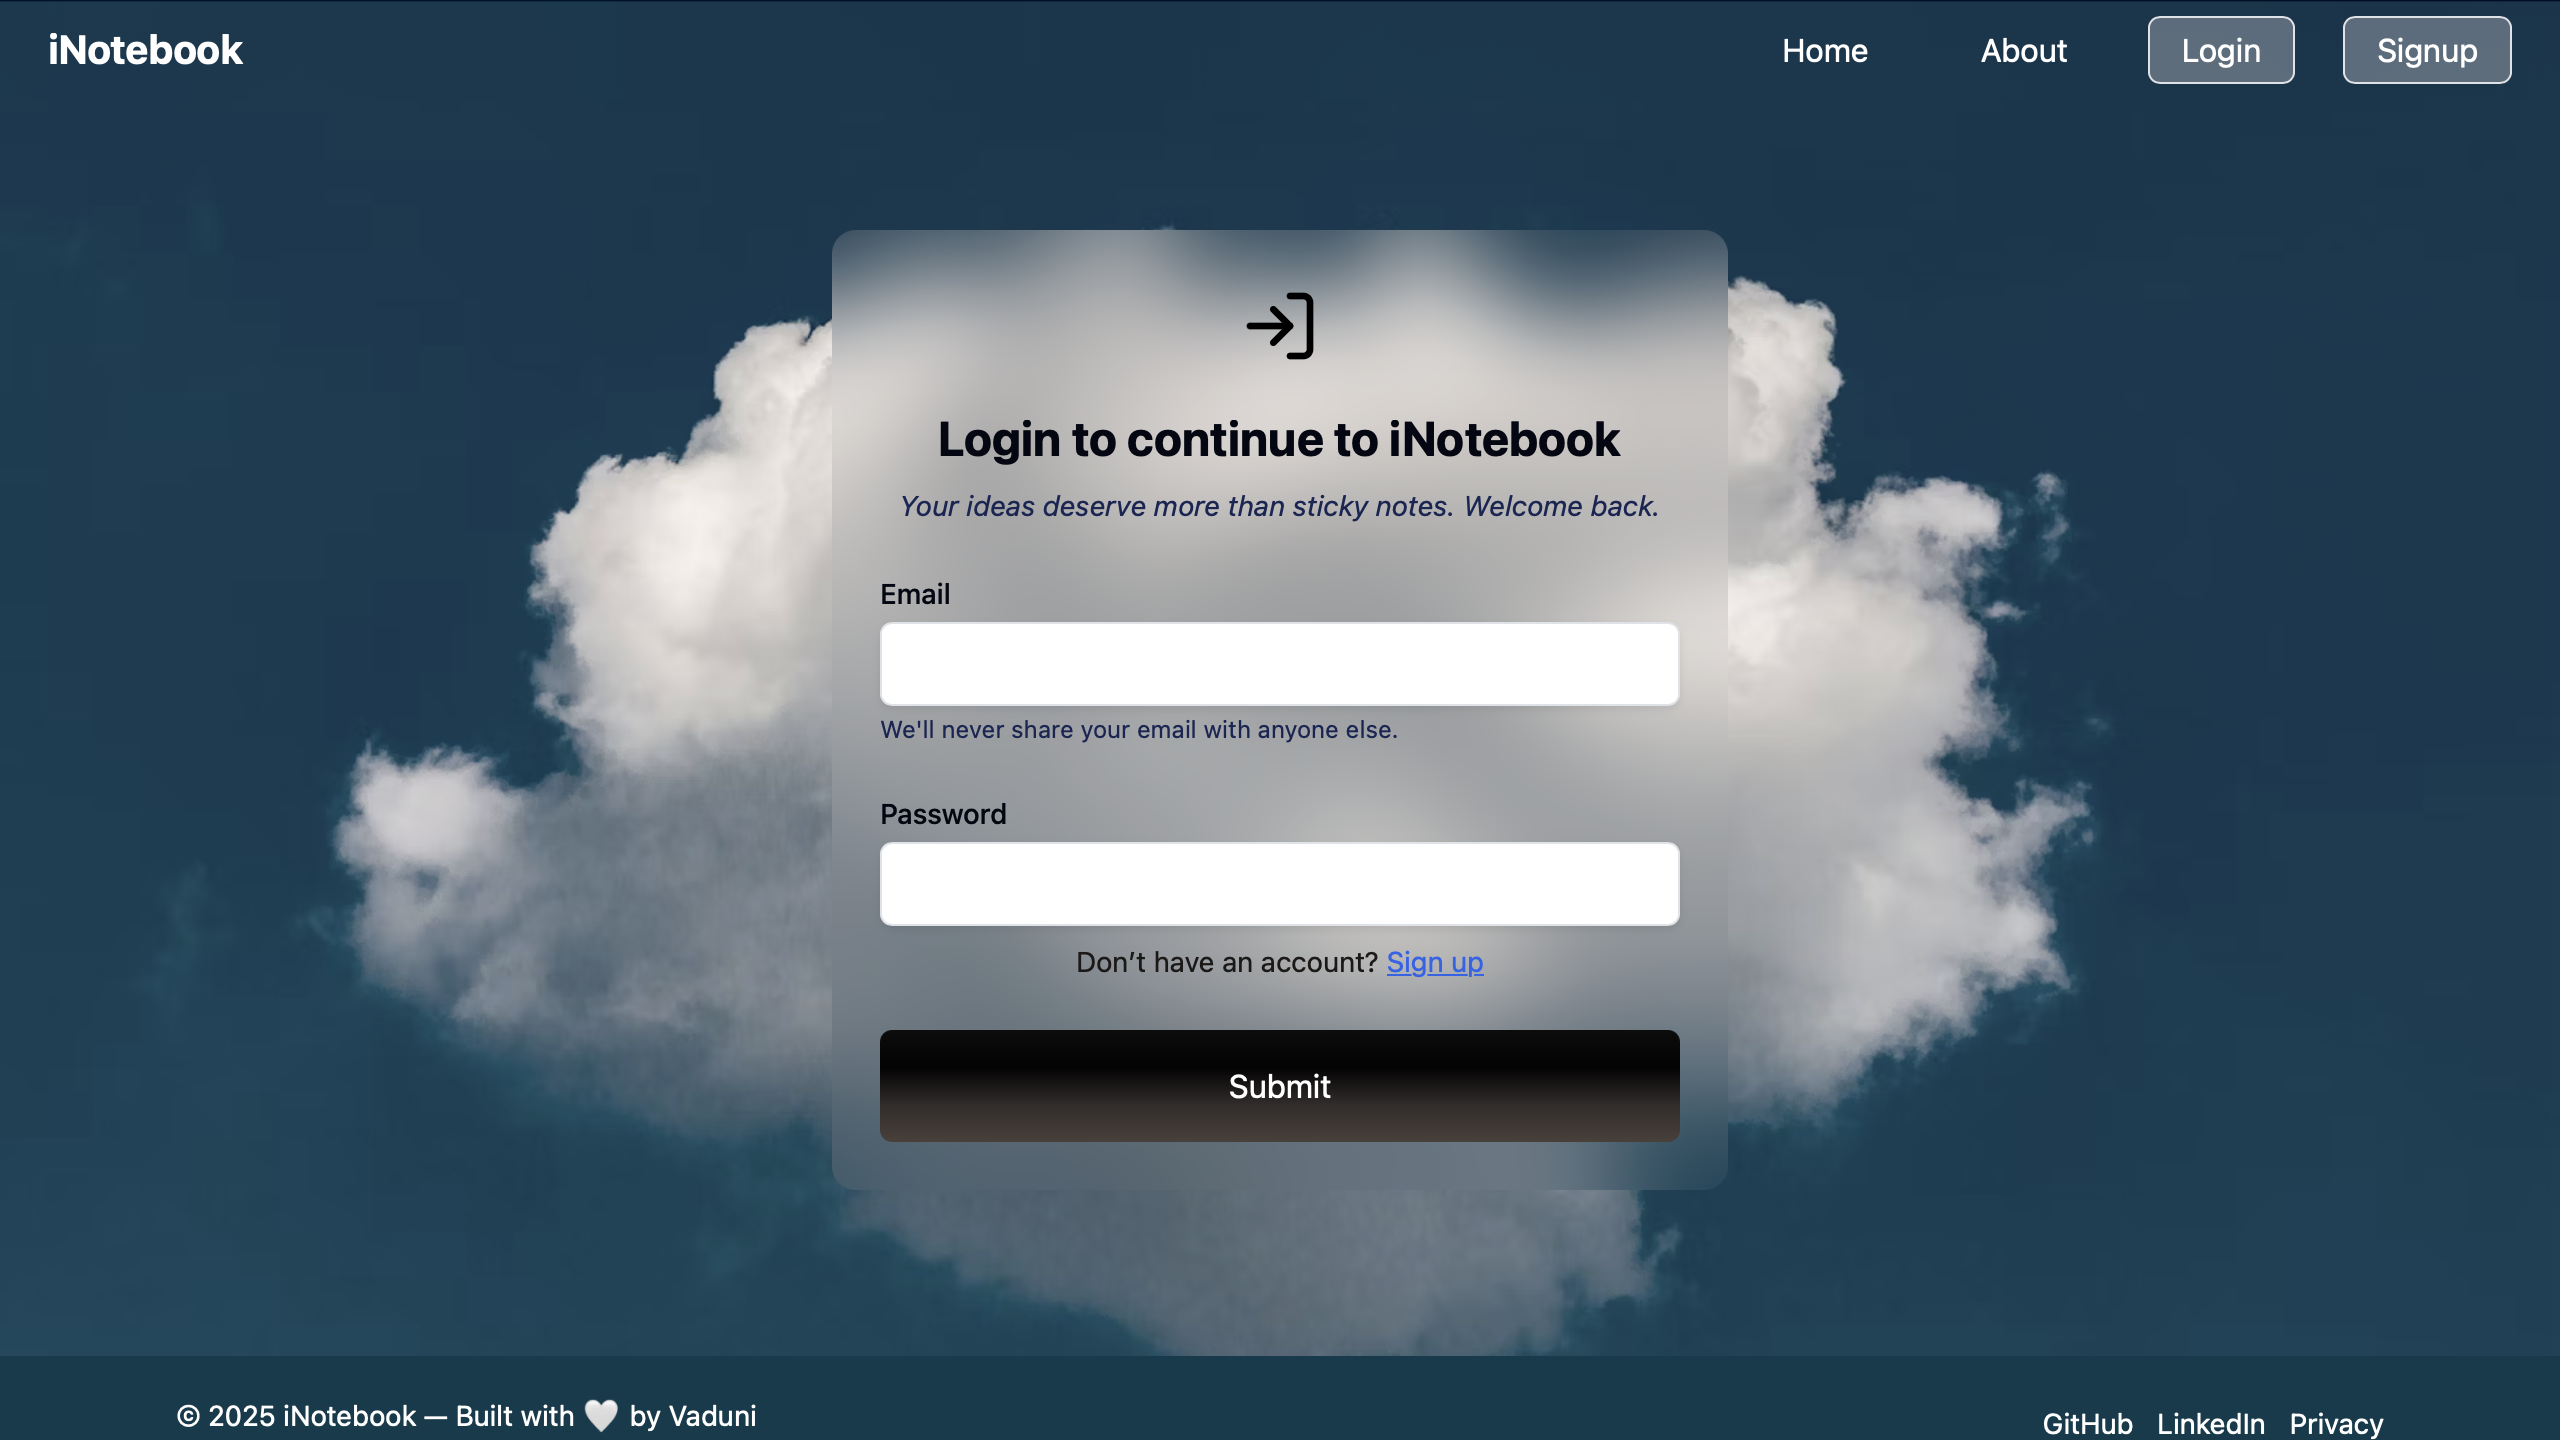 iNotebook
Home About Login Signup
Login to continue to iNotebook
Your ideas deserve more than sticky notes. Welcome back.
Email
We'll never share your email with anyone else.
Password
Don’t have an account? Sign up
Submit
© 2025 iNotebook — Built with 🤍 by Vaduni
GitHub LinkedIn Privacy